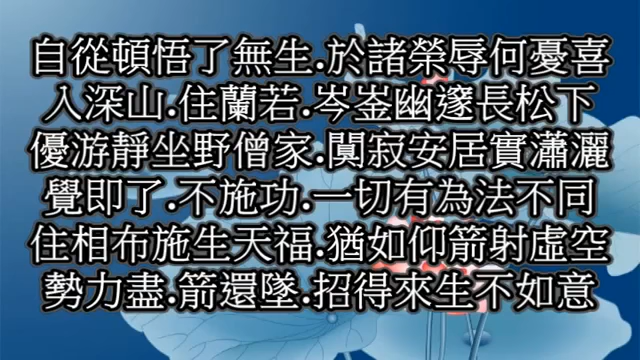 自從頓悟了無生.於諸榮辱何憂喜
入深山.住蘭若.岑崟幽邃長松下
優游靜坐野僧家.闃寂安居實瀟灑
覺即了.不施功.一切有為法不同
住相布施生天福.猶如仰箭射虛空
勢力盡.箭還墜.招得來生不如意